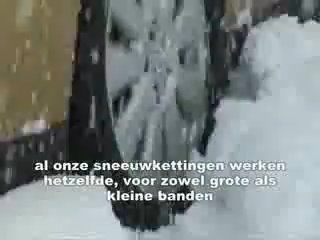 al onze sneeuwkettingen werken
hetzelfde, voor zowel grote als
kleine banden